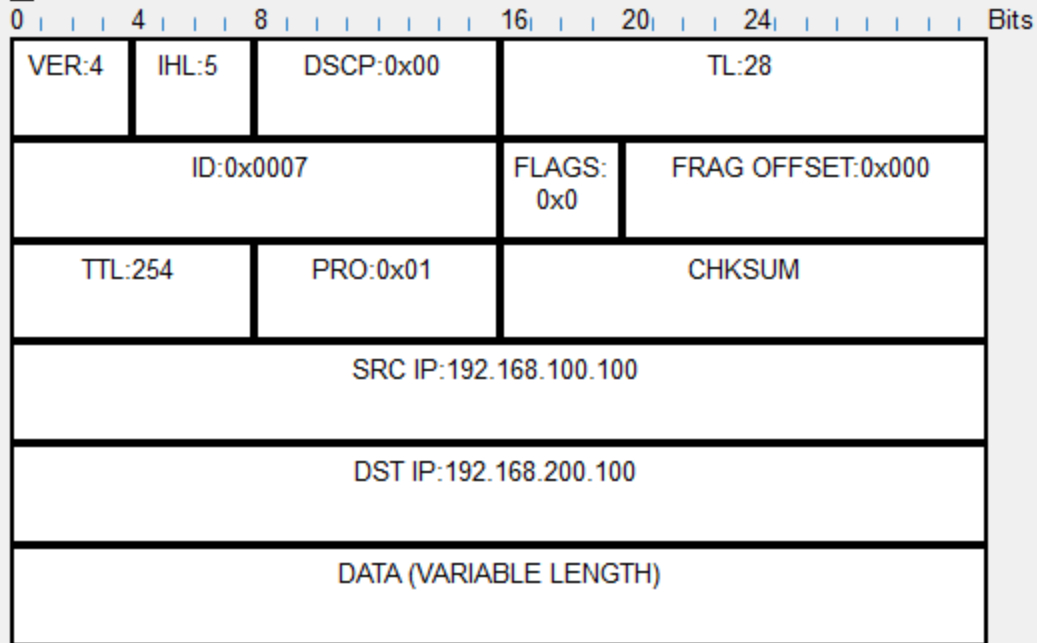 0 4 8 16 20 24 Bits
VER:4 IHL:5 DSCP:0x00 TL:28
ID:0x0007 FLAGS: FRAG OFFSET:0x000
0x0
TTL:254 PRO:0x01 CHKSUM
SRC IP:192.168.100.100
DST IP:192.168.200.100
DATA (VARIABLE LENGTH)